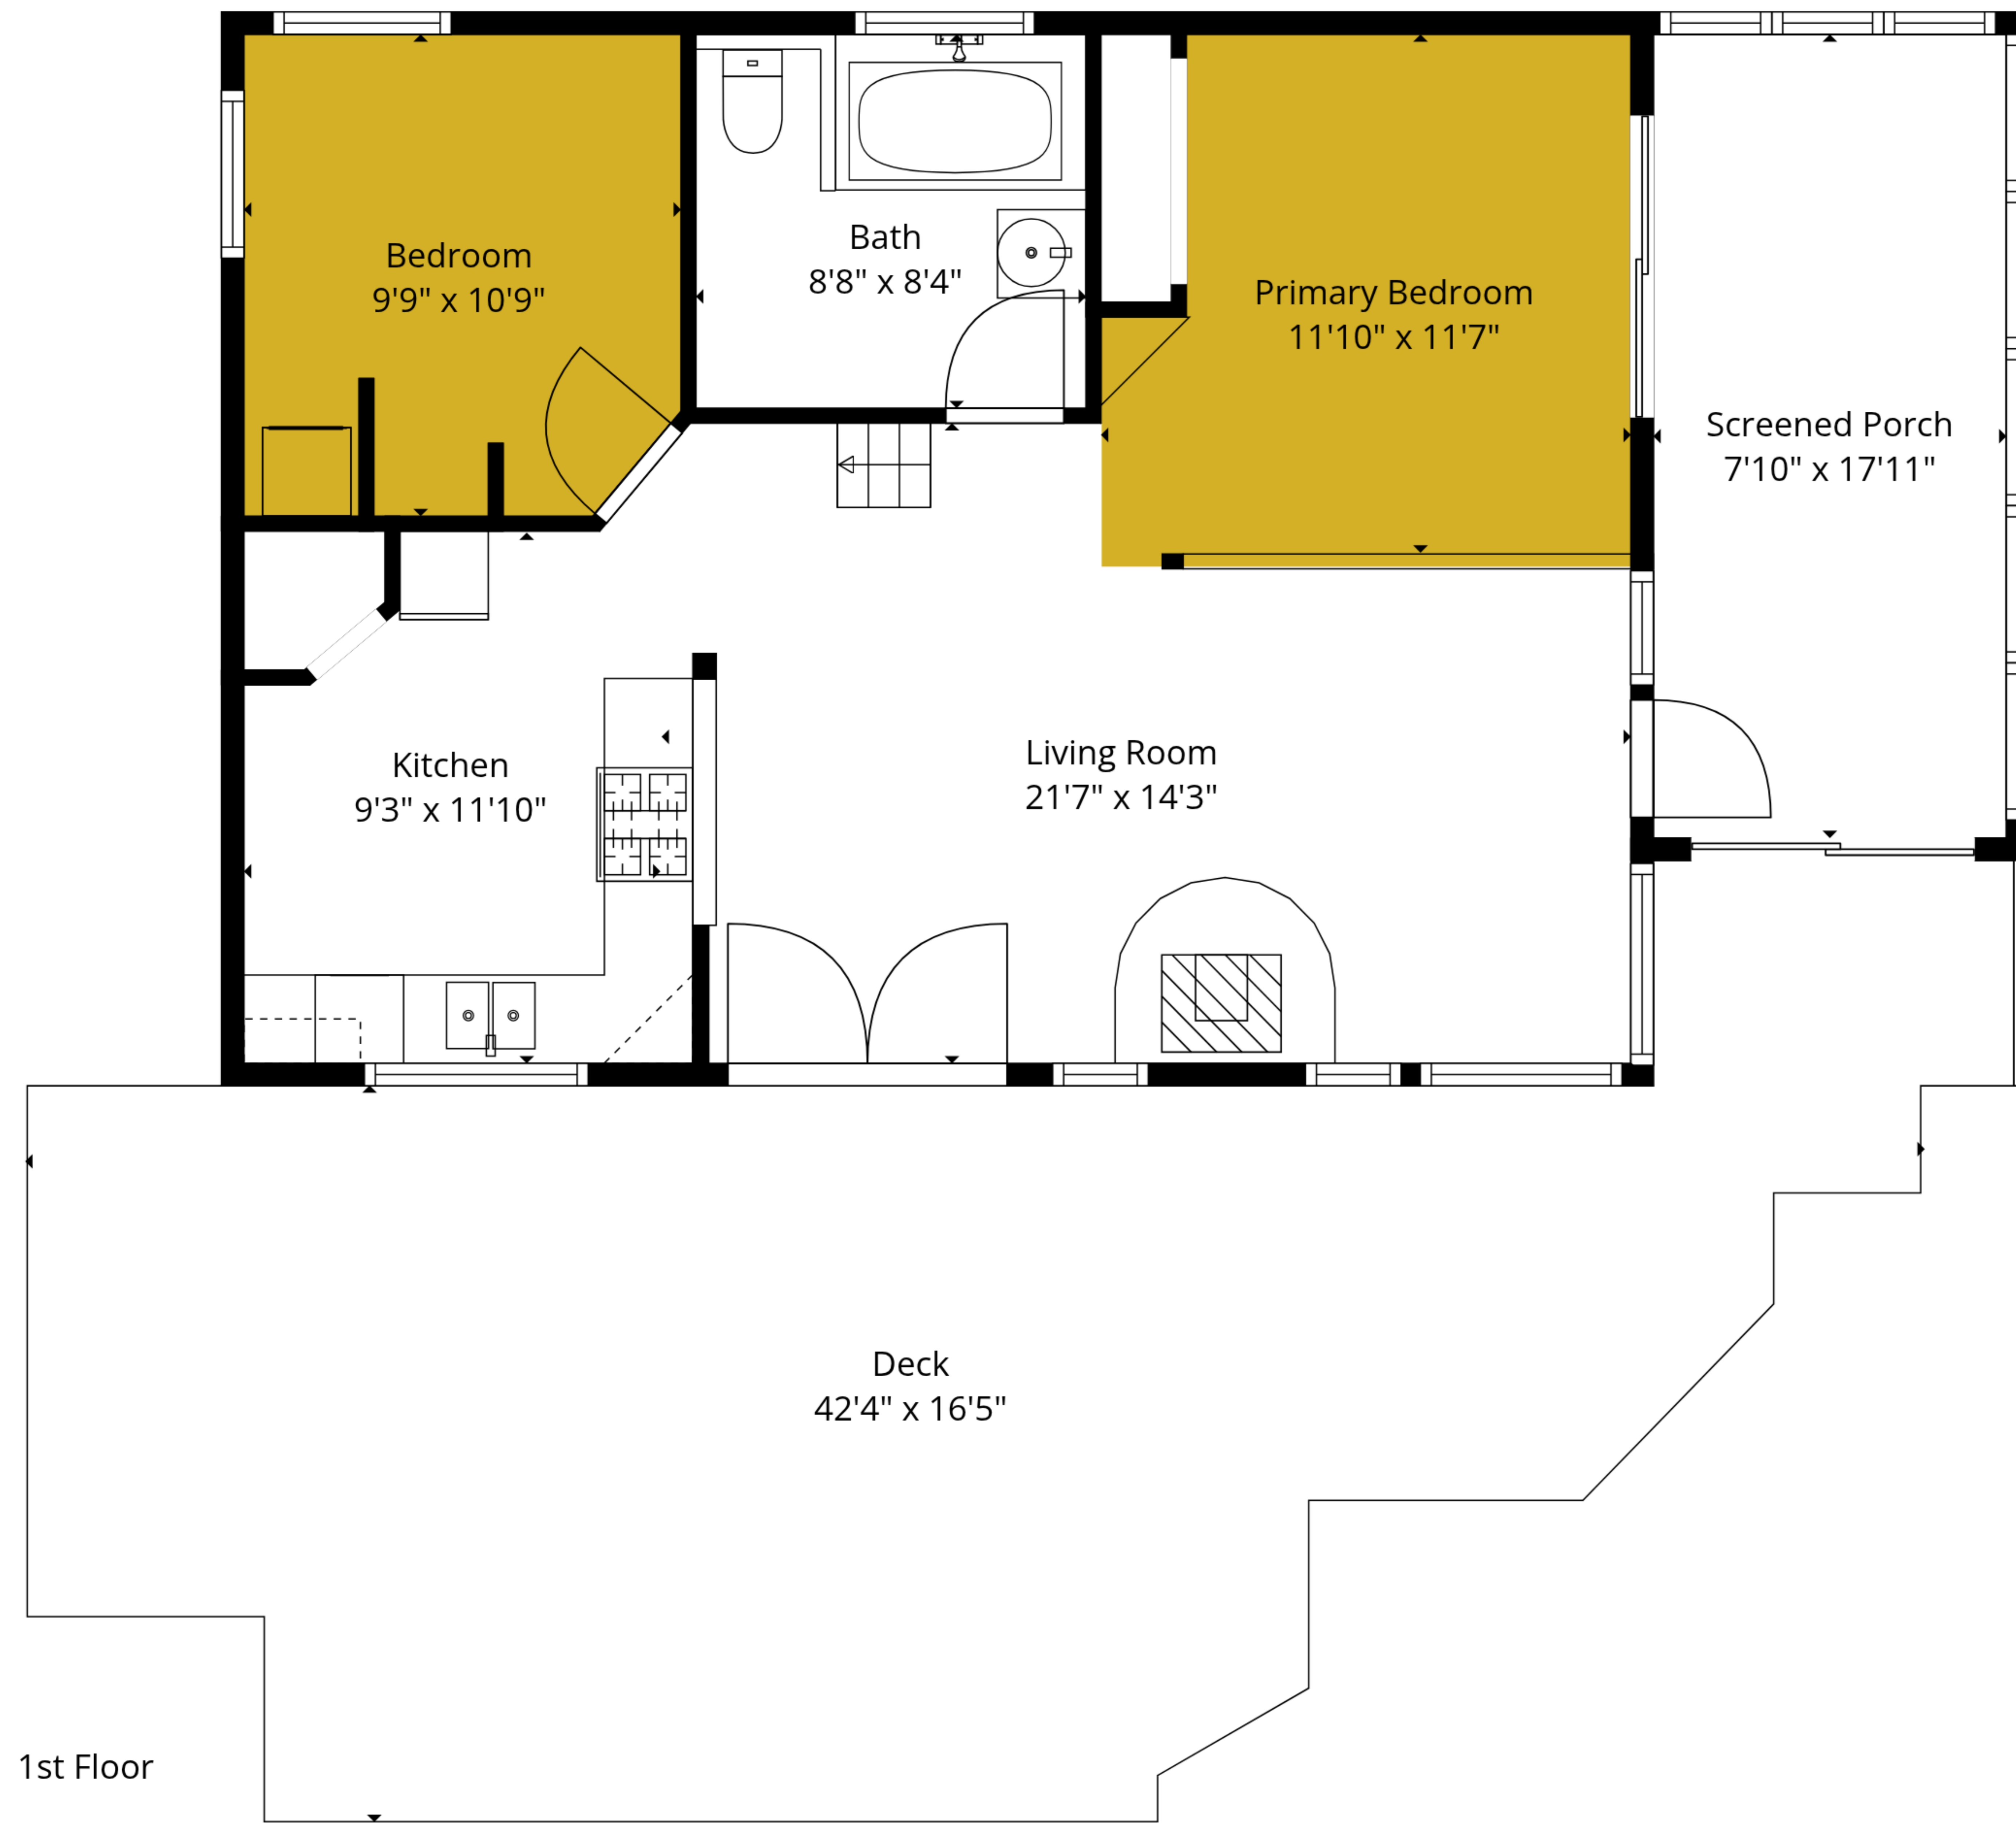 Bedroom
9'9" x 10'9"
Bath
8'8" x 8'4"
Primary Bedroom
11'10" x 11'7"
Screened Porch
7'10" x 17'11"
Kitchen
9'3" x 11'10"
Living Room
21'7" x 14'3"
Deck
42'4" x 16'5"
1st Floor